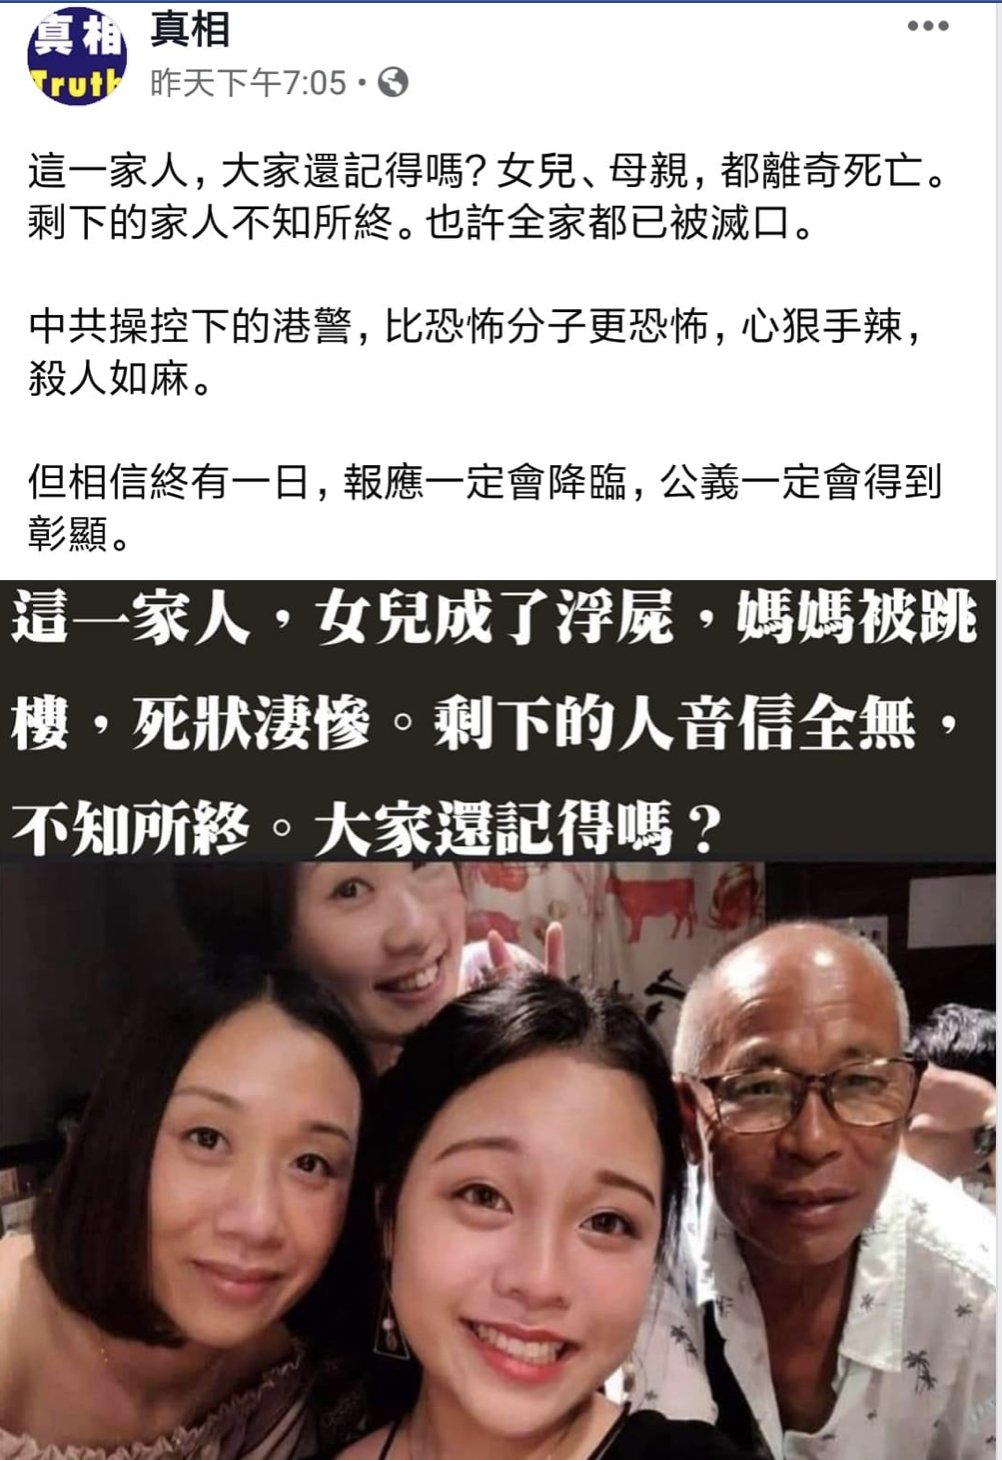 真相
Truth
真相
昨天下午7:05
這一家人，大家還記得嗎？女兒、母親，都離奇死亡。
剩下的家人不知所終。也許全家都已被滅口。
中共操控下的港警，比恐怖分子更恐怖，心狠手辣，
殺人如麻。
但相信終有一日，報應一定會降臨，公義一定會得到
彰顯。
這一家人，女兒成了浮屍，媽媽被跳
樓，死狀淒慘。剩下的人音信全無，
不知所終。大家還記得嗎？